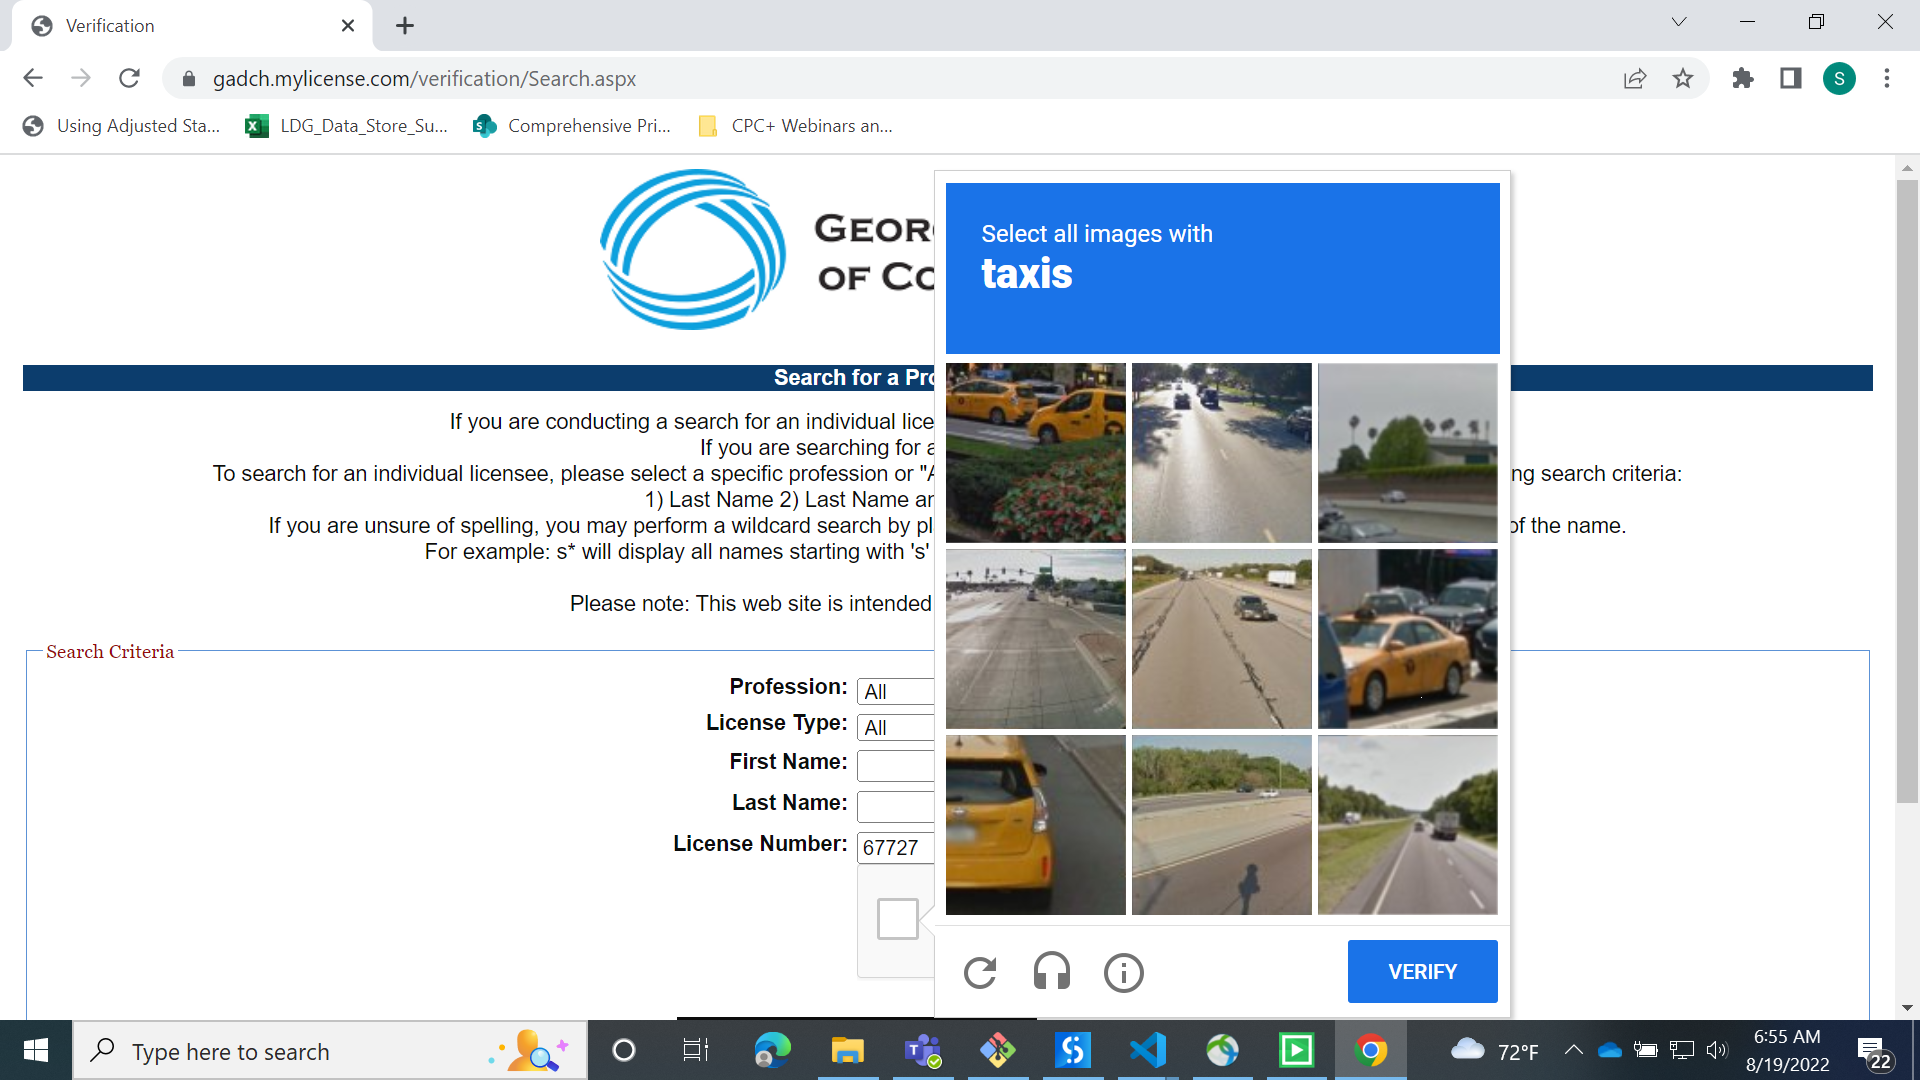 Verification
gadch.mylicense.com/verification/Search.aspx
S
Using Adjusted Sta...
LDG_Data_Store_Su...
Comprehensive Pri...
CPC+ Webinars an...
GEOR
OF CO
Select all images with
taxis
Search for a Pro
If you are conducting a search for an individual lice
If you are searching for a
To search for an individual licensee, please select a specific profession or "A
ng search criteria:
1) Last Name 2) Last Name an
If you are unsure of spelling, you may perform a wildcard search by pl
of the name.
For example: s* will display all names starting with 's'
Please note: This web site is intended
Search Criteria
Profession: All
License Type: All
First Name:
Last Name:
License Number: 67727
VERIFY
Type here to search
72°F
6:55 AM
8/19/2022
22